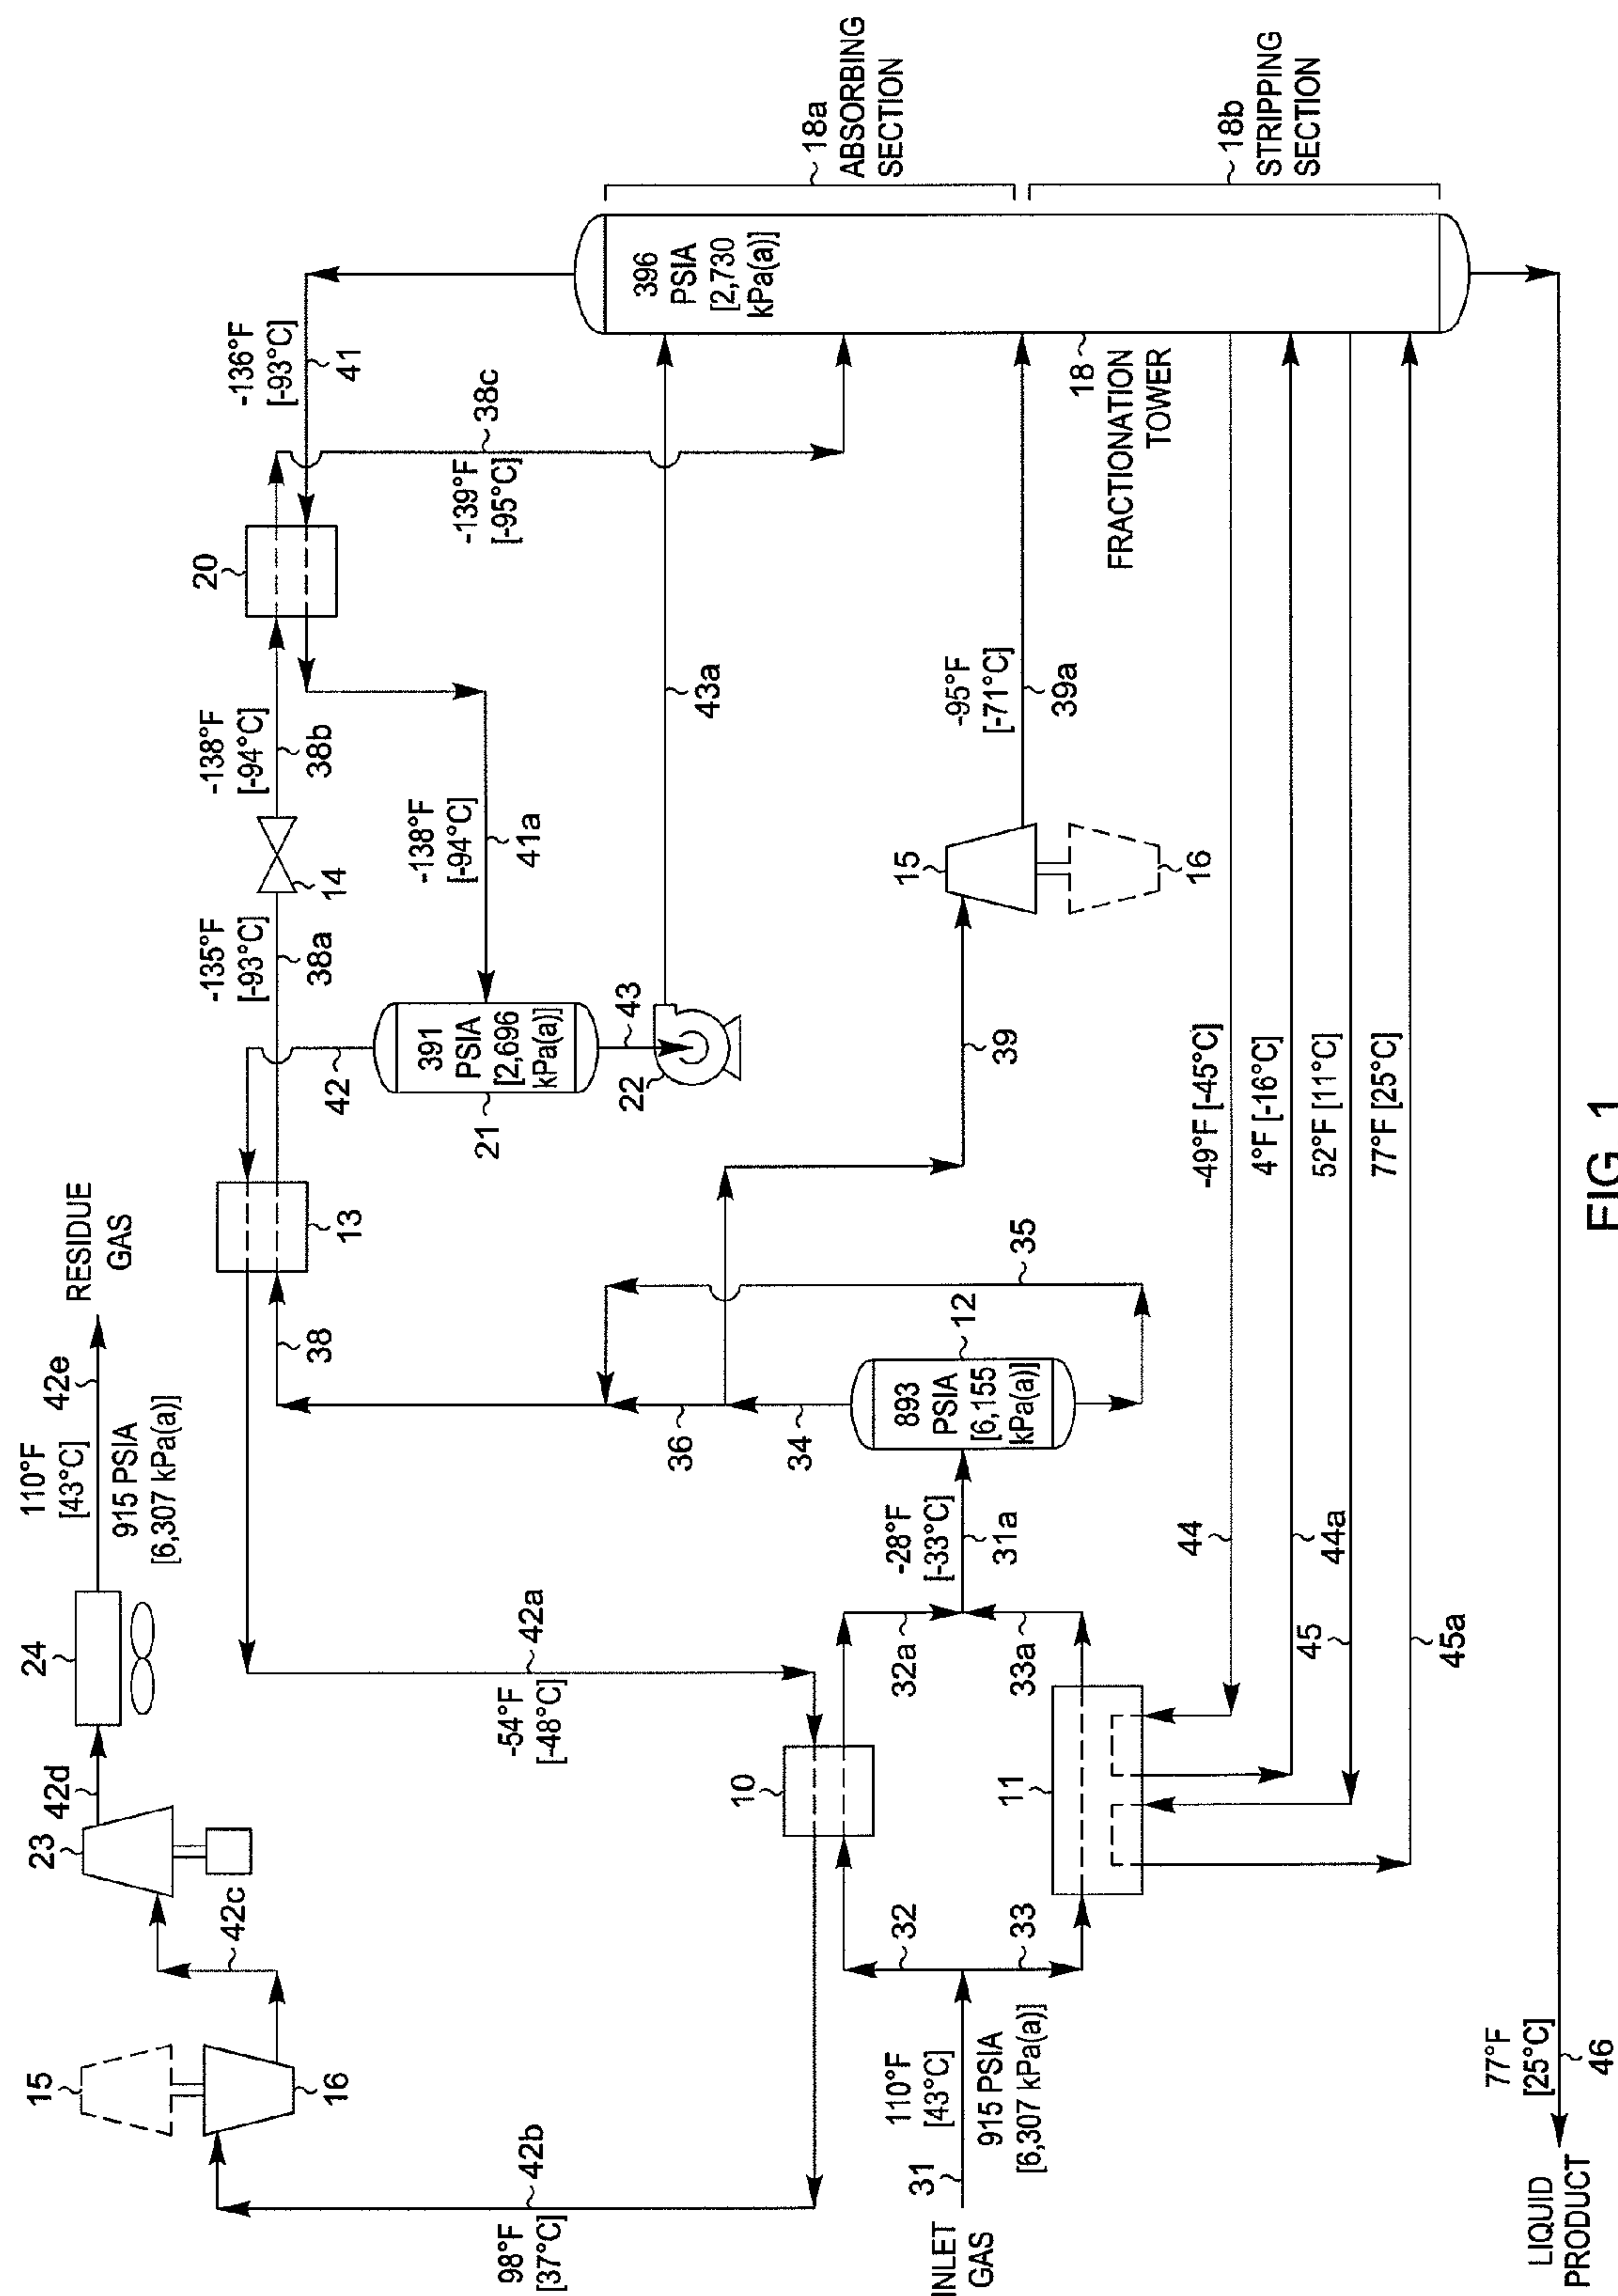 RESIDUE
GAS
110°F
[43°C]
42e
915 PSIA
[6,307 kPa(a)]
24
42d
23
42c
15
16
42b
98°F
[37°C]
-54°F
[-48°C]
42a
13
38
42
-135°F
[-93°C]
38a
14
-138°F
[-94°C]
38b
20
-136°F
[-93°C]
41
-139°F
[-95°C]
38c
-138°F
[-94°C]
41a
391
PSIA
[2,696
kPa(a)]
21
43
22
43a
396
PSIA
[2,730
kPa(a)]
18a
ABSORBING
SECTION
18b
STRIPPING
SECTION
18
FRACTIONATION
TOWER
INLET
GAS
31
110°F
[43°C]
915 PSIA
[6,307 kPa(a)]
32
33
10
11
32a
33a
-28°F
[-33°C]
31a
893
PSIA
[6,155
kPa(a)]
12
34
35
36
39
15
16
-95°F
[-71°C]
39a
44
-49°F [-45°C]
44a
4°F [-16°C]
45
52°F [11°C]
45a
77°F [25°C]
LIQUID
PRODUCT
77°F
[25°C]
46
FIG. 1